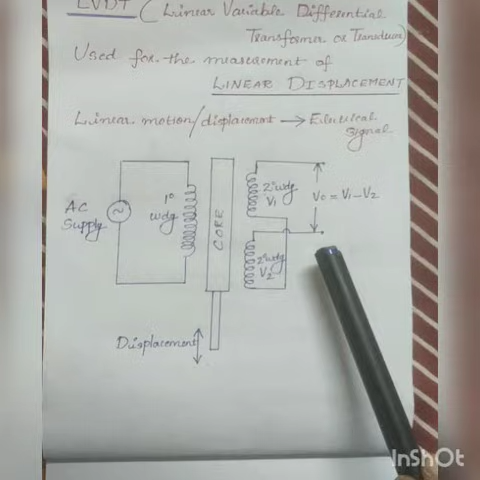 LVDT (Linear Variable Differential
Transformer or Transducer)
Used for the measurement of
LINEAR DISPLACEMENT
Linear motion/displacement → Electrical
Signal
AC
Supply
1° wdg
CORE
2° wdg
V1
V0 = V1-V2
2° wdg
V2
Displacement
InShOt